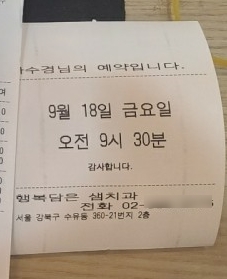 수경님의 예약입니다.
9월 18일 금요일
오전 9시 30분
감사합니다.
행복담은 샘치과
전화 02-
서울 강북구 수유동 360-21번지 2층